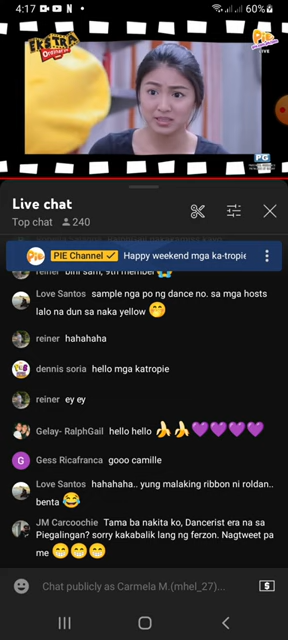 4:17
60%
EKSTRA
Ordinaryo
Pie
LIVE
PG
Live chat
Top chat 240
PIE Channel Happy weekend mga ka-tropie
reiner bini sam, 9th member
Love Santos sample nga po ng dance no. sa mga hosts
lalo na dun sa naka yellow
reiner hahahaha
dennis soria hello mga katropie
reiner ey ey
Gelay- RalphGail hello hello
G Gess Ricafranca gooo camille
Love Santos hahahaha.. yung malaking ribbon ni roldan..
benta
JM Carcoochie Tama ba nakita ko, Dancerist era na sa
Piegalingan? sorry kakabalik lang ng ferzon. Nagtweet pa
me
Chat publicly as Carmela M.(mhel_27)...